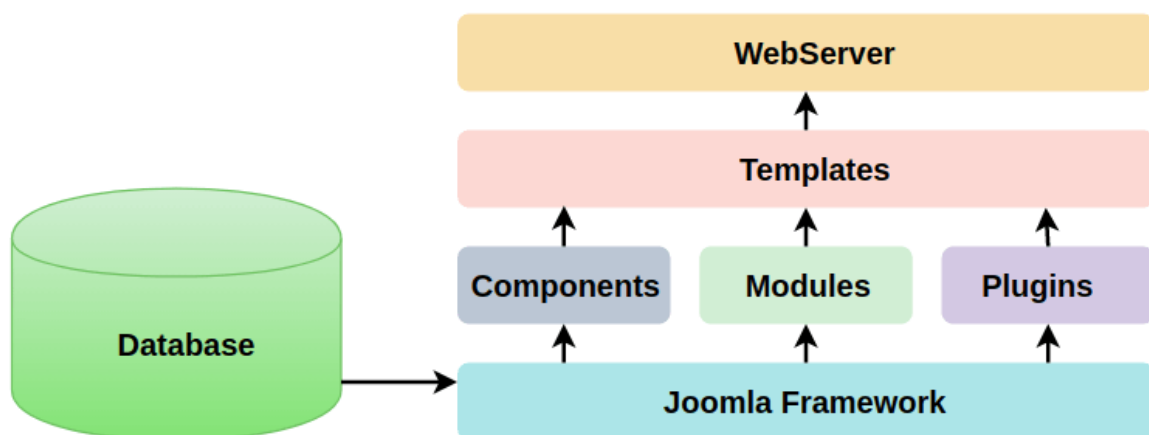 WebServer
Templates
Components
Modules
Plugins
Database
Joomla Framework